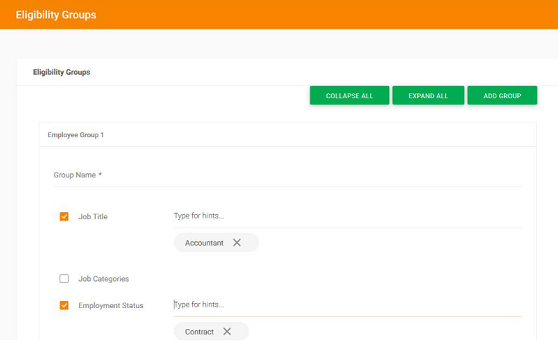 Eligibility Groups
Eligibility Groups
COLLAPSE ALL EXPAND ALL ADD GROUP
Employee Group 1
Group Name *
Job Title Type for hints...
Accountant
Job Categories
Employment Status Type for hints...
Contract